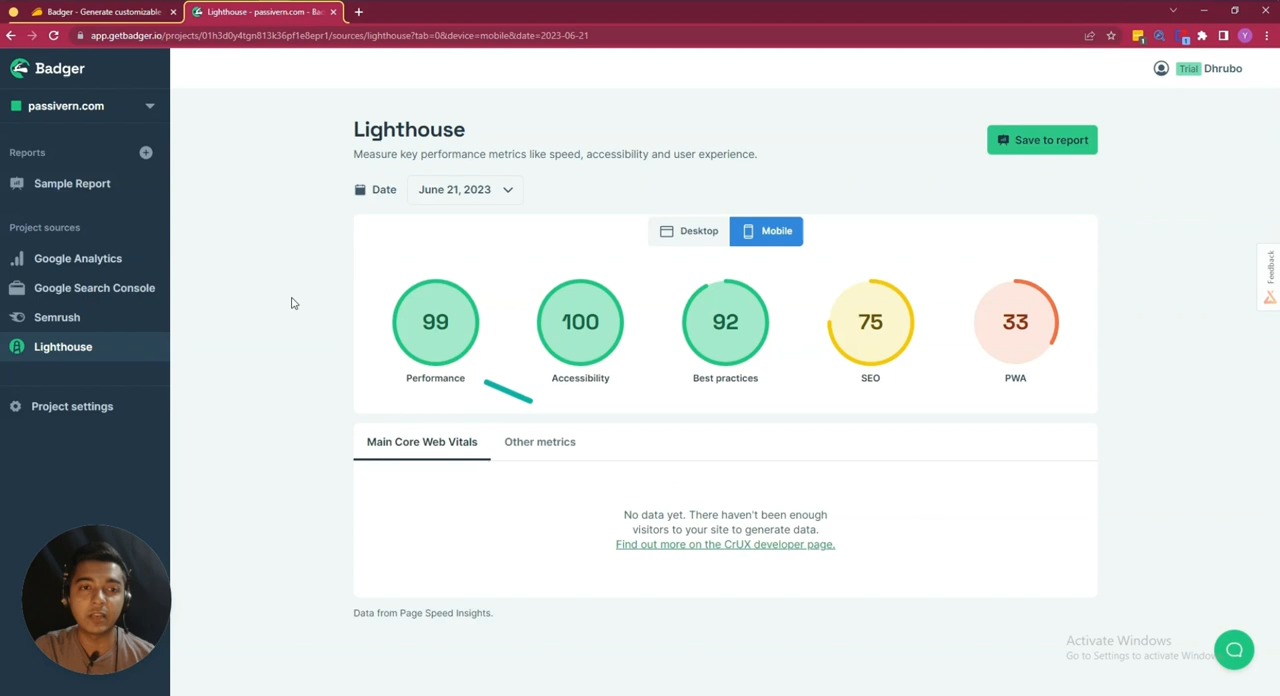 Badger - Generate customizable
Lighthouse - passivern.com - Ba
app.getbadger.io/projects/01h3d0y4tgn813k36pf1e8epr1/sources/lighthouse?tab=0&device=mobile&date=2023-06-21
Badger
Trial Dhrubo
passivern.com
Reports
Sample Report
Project sources
Google Analytics
Google Search Console
Semrush
Lighthouse
Project settings
Lighthouse
Measure key performance metrics like speed, accessibility and user experience.
Save to report
Date June 21, 2023
Desktop Mobile
99 100 92 75 33
Performance Accessibility Best practices SEO PWA
Main Core Web Vitals Other metrics
No data yet. There haven't been enough
visitors to your site to generate data.
Find out more on the CrUX developer page.
Data from Page Speed Insights.
Feedback
Activate Windows
Go to Settings to activate Window